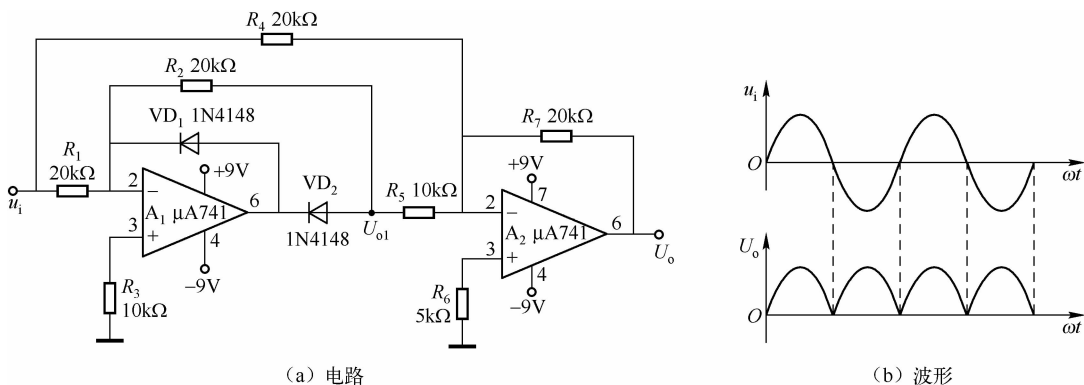 R4 20kΩ
R2 20kΩ
VD1 1N4148
R7 20kΩ
R1
20kΩ
+9V
+9V
ui
2
−
A1 μA741
6
VD2
1N4148
R5 10kΩ
2
−
7
A2 μA741
6
3
+
4
Uo1
3
+
4
Uo
−9V
−9V
R3
10kΩ
R6
5kΩ
(a) 电路
ui
O
ωt
Uo
O
ωt
(b) 波形